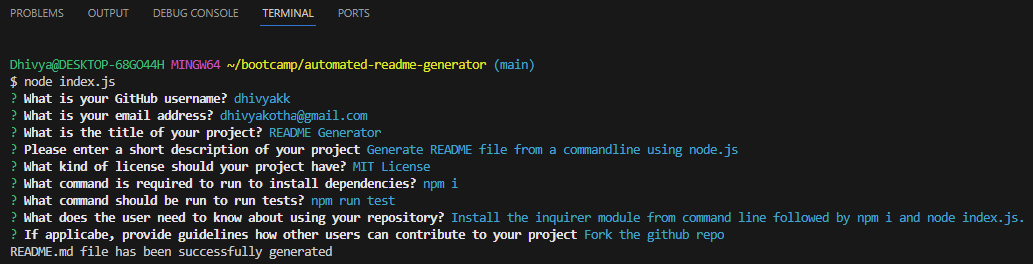 PROBLEMS OUTPUT DEBUG CONSOLE TERMINAL PORTS
Dhivya@DESKTOP-68GO44H MINGW64 ~/bootcamp/automated-readme-generator (main)
$ node index.js
? What is your GitHub username? dhivyakk
? What is your email address? dhivyakotha@gmail.com
? What is the title of your project? README Generator
? Please enter a short description of your project Generate README file from a commandline using node.js
? What kind of license should your project have? MIT License
? What command is required to run to install dependencies? npm i
? What command should be run to run tests? npm run test
? What does the user need to know about using your repository? Install the inquirer module from command line followed by npm i and node index.js.
? If applicabe, provide guidelines how other users can contribute to your project Fork the github repo
README.md file has been successfully generated